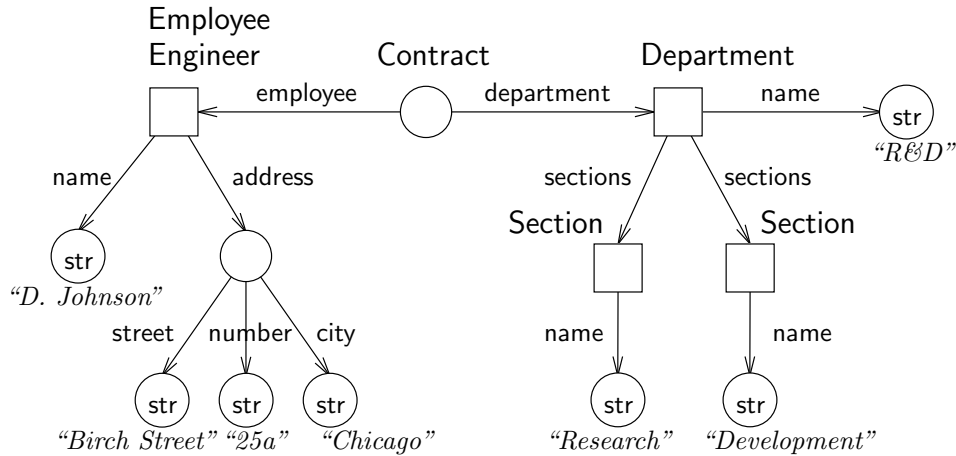 Employee
Engineer
Contract
Department
employee
department
name
str
“R&D”
name
address
sections
sections
Section
Section
str
“D. Johnson”
street
number
city
name
name
str
str
str
str
str
“Birch Street”
“25a”
“Chicago”
“Research”
“Development”